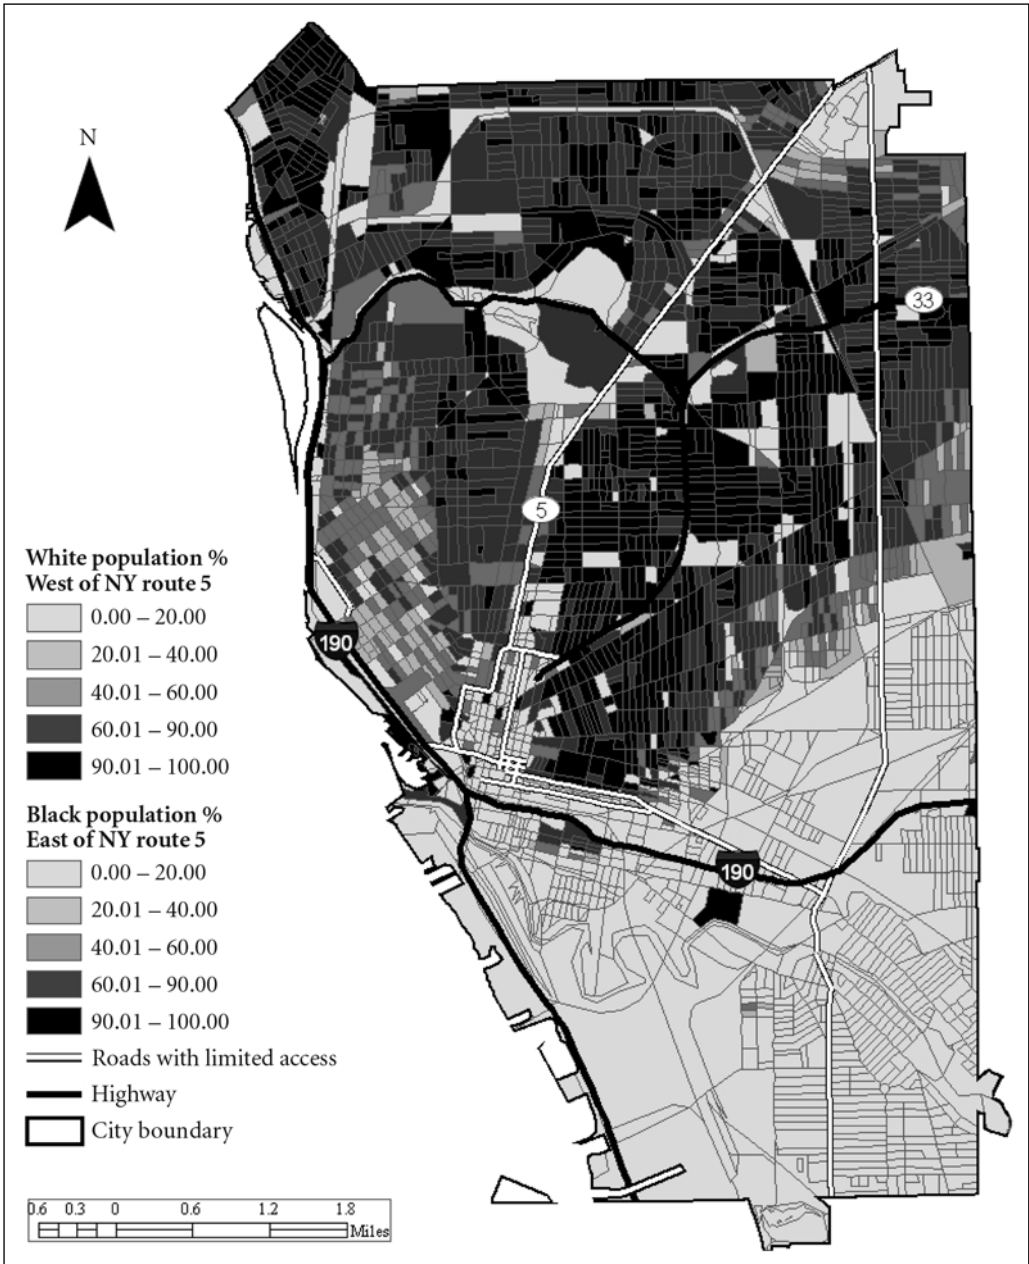 N
33
5
190
190
White population %
West of NY route 5
0.00 – 20.00
20.01 – 40.00
40.01 – 60.00
60.01 – 90.00
90.01 – 100.00
Black population %
East of NY route 5
0.00 – 20.00
20.01 – 40.00
40.01 – 60.00
60.01 – 90.00
90.01 – 100.00
Roads with limited access
Highway
City boundary
0.6 0.3 0 0.6 1.2 1.8
Miles